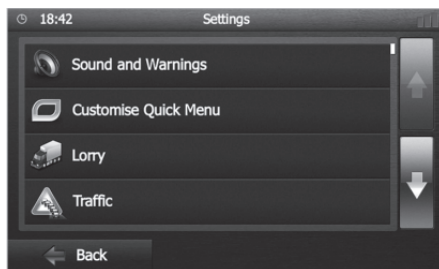 18:42 Settings
Sound and Warnings
Customise Quick Menu
Lorry
Traffic
Back